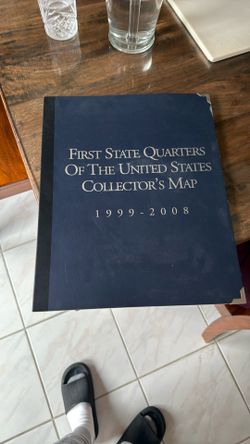 First State Quarters
Of The United States
Collector's Map
1999-2008